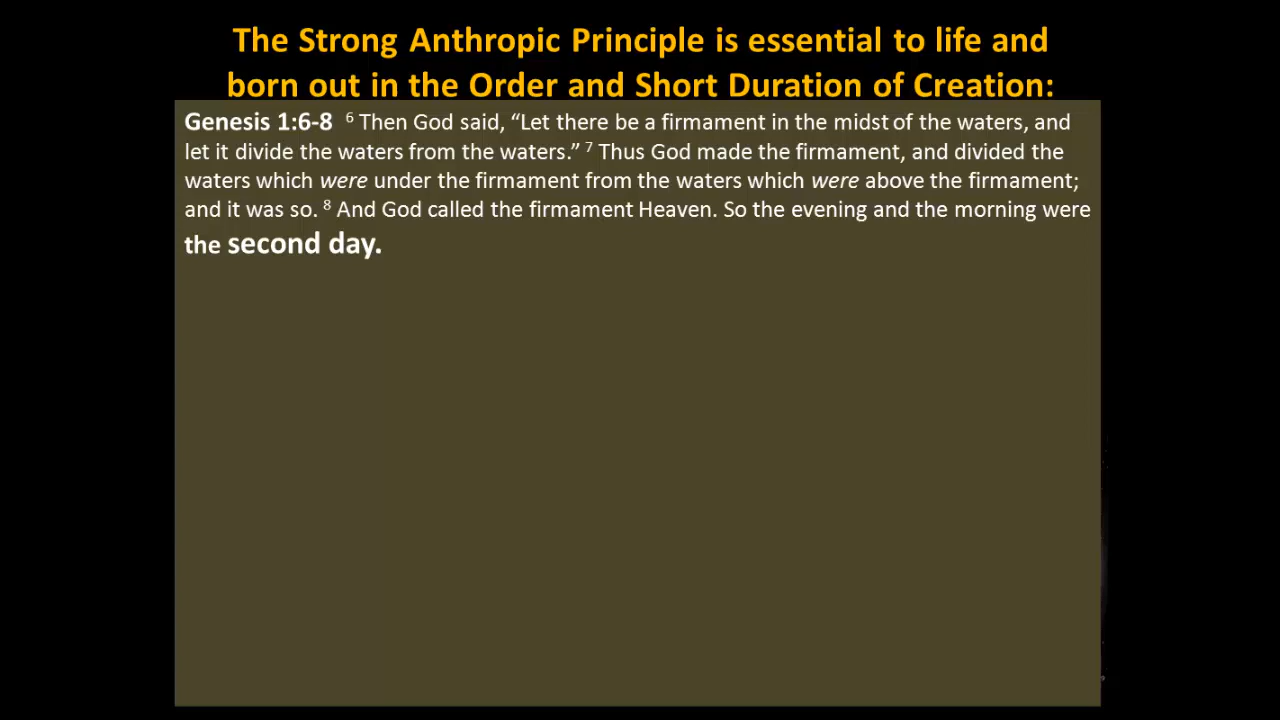 The Strong Anthropic Principle is essential to life and
born out in the Order and Short Duration of Creation:
Genesis 1:6-8 ⁶ Then God said, “Let there be a firmament in the midst of the waters, and
let it divide the waters from the waters.” ⁷ Thus God made the firmament, and divided the
waters which were under the firmament from the waters which were above the firmament;
and it was so. ⁸ And God called the firmament Heaven. So the evening and the morning were
the second day.